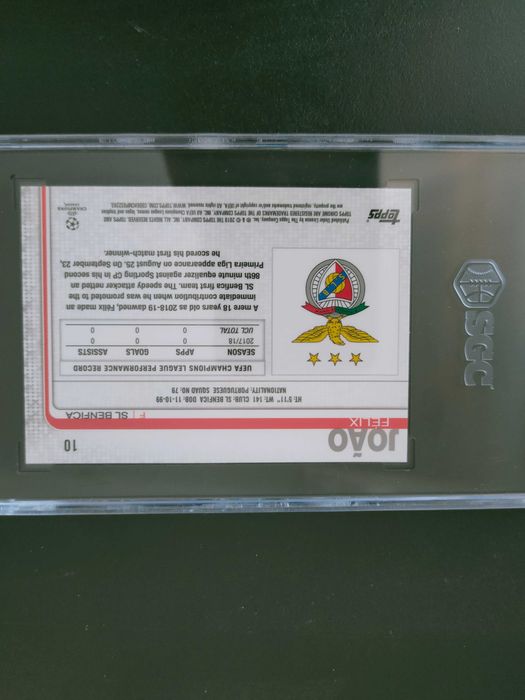 10
JOÃO
FÉLIX
F | SL BENFICA
HT: 5'11" WT: 141 CLUB: SL BENFICA DOB: 11-10-99
NATIONALITY: PORTUGUESE SQUAD NO: 79
UEFA CHAMPIONS LEAGUE PERFORMANCE RECORD
SEASON APPS GOALS ASSISTS
2017/18 0 0 0
UCL TOTAL 0 0 0
A mere 18 years old as 2018-19 dawned, Félix made an
immediate contribution when he was promoted to the
SL Benfica first team. The speedy attacker netted an
86th minute equalizer against Sporting CP in his second
Primeira Liga appearance on August 25. On September 23,
he scored his first match-winner.
Topps
CHAMPIONS
LEAGUE
SGC